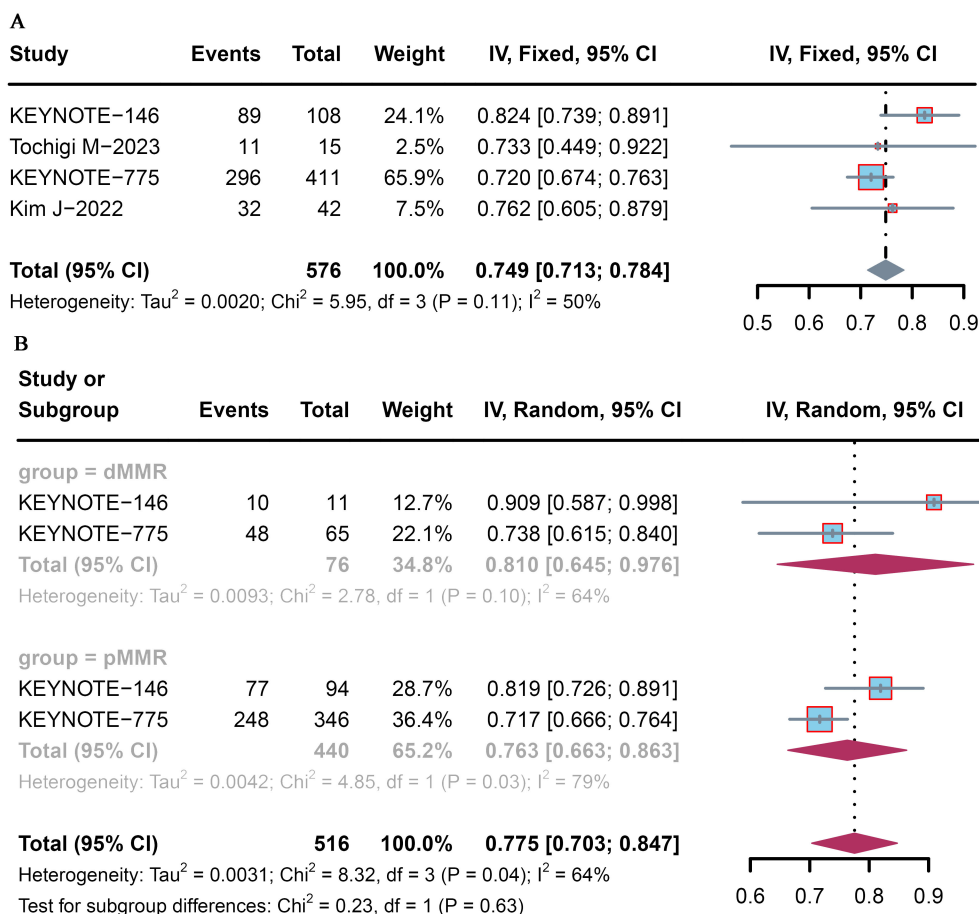 A
Study Events Total Weight IV, Fixed, 95% CI IV, Fixed, 95% CI
KEYNOTE−146 89 108 24.1% 0.824 [0.739; 0.891]
Tochigi M−2023 11 15 2.5% 0.733 [0.449; 0.922]
KEYNOTE−775 296 411 65.9% 0.720 [0.674; 0.763]
Kim J−2022 32 42 7.5% 0.762 [0.605; 0.879]
Total (95% CI) 576 100.0% 0.749 [0.713; 0.784]
Heterogeneity: Tau² = 0.0020; Chi² = 5.95, df = 3 (P = 0.11); I² = 50%
0.5 0.6 0.7 0.8 0.9
B
Study or
Subgroup Events Total Weight IV, Random, 95% CI IV, Random, 95% CI
group = dMMR
KEYNOTE−146 10 11 12.7% 0.909 [0.587; 0.998]
KEYNOTE−775 48 65 22.1% 0.738 [0.615; 0.840]
Total (95% CI) 76 34.8% 0.810 [0.645; 0.976]
Heterogeneity: Tau² = 0.0093; Chi² = 2.78, df = 1 (P = 0.10); I² = 64%
group = pMMR
KEYNOTE−146 77 94 28.7% 0.819 [0.726; 0.891]
KEYNOTE−775 248 346 36.4% 0.717 [0.666; 0.764]
Total (95% CI) 440 65.2% 0.763 [0.663; 0.863]
Heterogeneity: Tau² = 0.0042; Chi² = 4.85, df = 1 (P = 0.03); I² = 79%
Total (95% CI) 516 100.0% 0.775 [0.703; 0.847]
Heterogeneity: Tau² = 0.0031; Chi² = 8.32, df = 3 (P = 0.04); I² = 64%
Test for subgroup differences: Chi² = 0.23, df = 1 (P = 0.63)
0.6 0.7 0.8 0.9